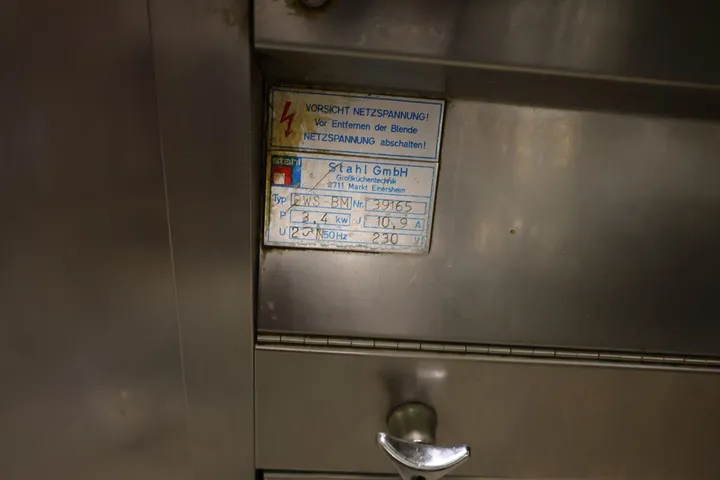 VORSICHT NETZSPANNUNG!
Vor Entfernen der Blende
NETZSPANNUNG abschalten!
stahl
Stahl GmbH
Großküchentechnik
8711 Markt Einersheim
Typ EWS-BM Nr. 39165
P 3,4 kw J 10,9 A
U 2~N 50Hz 230 V